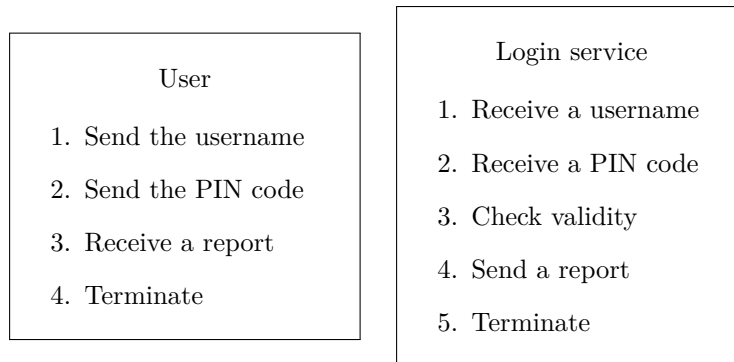 User
1. Send the username
2. Send the PIN code
3. Receive a report
4. Terminate
Login service
1. Receive a username
2. Receive a PIN code
3. Check validity
4. Send a report
5. Terminate